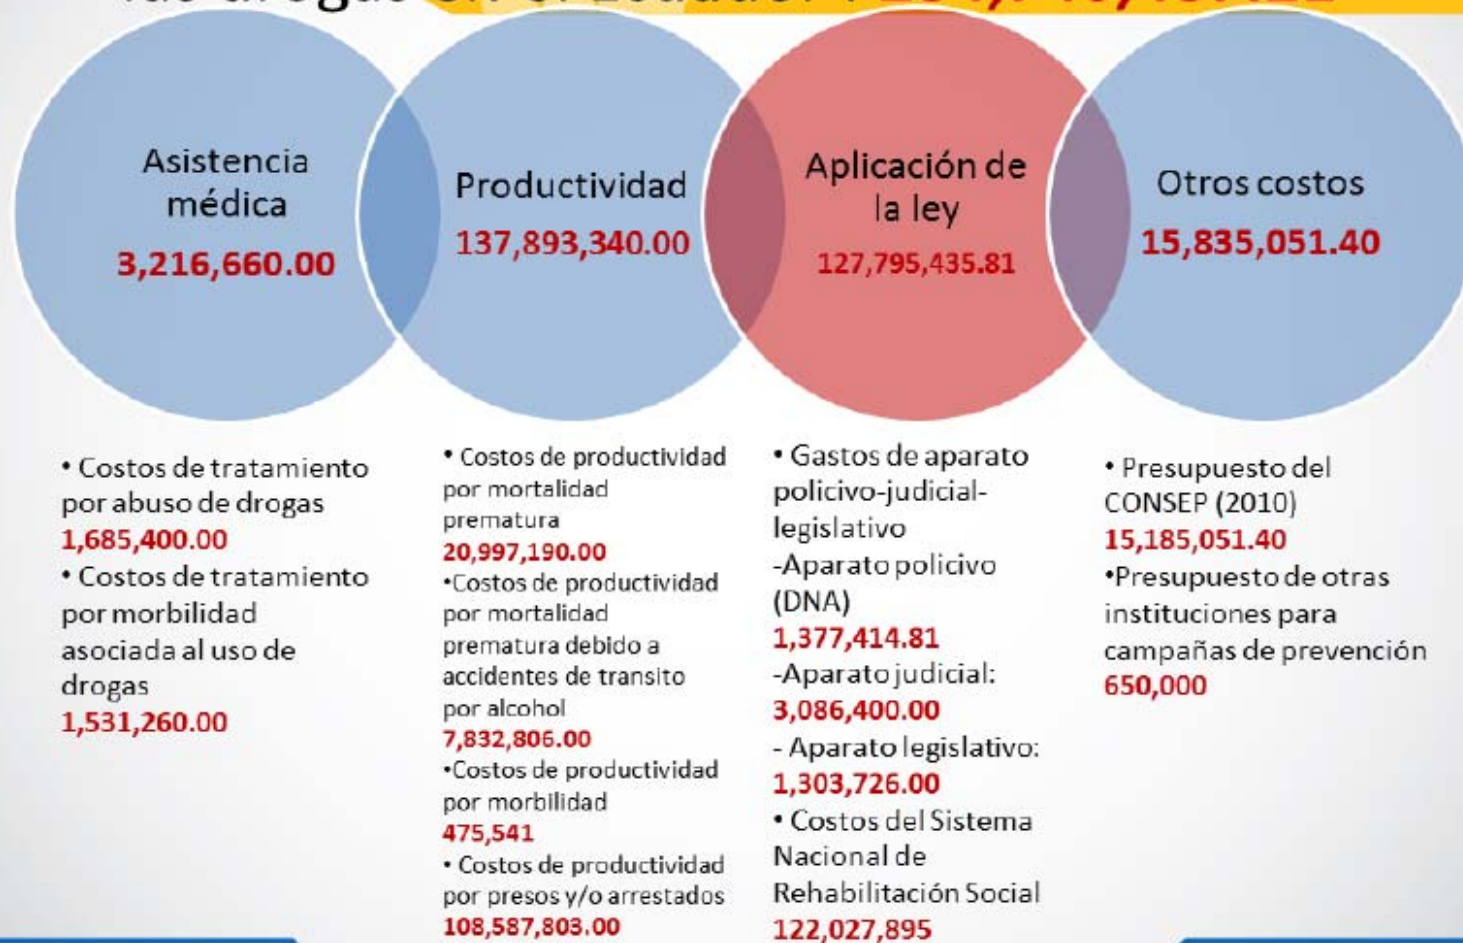 Asistencia
médica
3,216,660.00
Productividad
137,893,340.00
Aplicación de
la ley
127,795,435.81
Otros costos
15,835,051.40
• Costos de tratamiento
por abuso de drogas
1,685,400.00
• Costos de tratamiento
por morbilidad
asociada al uso de
drogas
1,531,260.00
• Costos de productividad
por mortalidad
prematura
20,997,190.00
•Costos de productividad
por mortalidad
prematura debido a
accidentes de transito
por alcohol
7,832,806.00
•Costos de productividad
por morbilidad
475,541
• Costos de productividad
por presos y/o arrestados
108,587,803.00
• Gastos de aparato
policivo-judicial-
legislativo
-Aparato policivo
(DNA)
1,377,414.81
-Aparato judicial:
3,086,400.00
- Aparato legislativo:
1,303,726.00
• Costos del Sistema
Nacional de
Rehabilitación Social
122,027,895
• Presupuesto del
CONSEP (2010)
15,185,051.40
•Presupuesto de otras
instituciones para
campañas de prevención
650,000